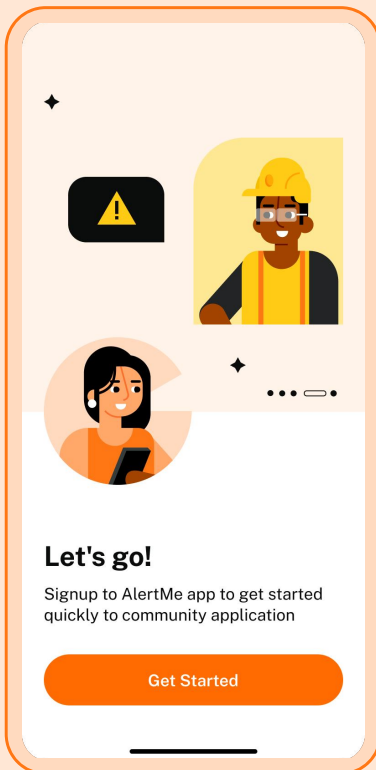 !
Let's go!
Signup to AlertMe app to get started
quickly to community application
Get Started